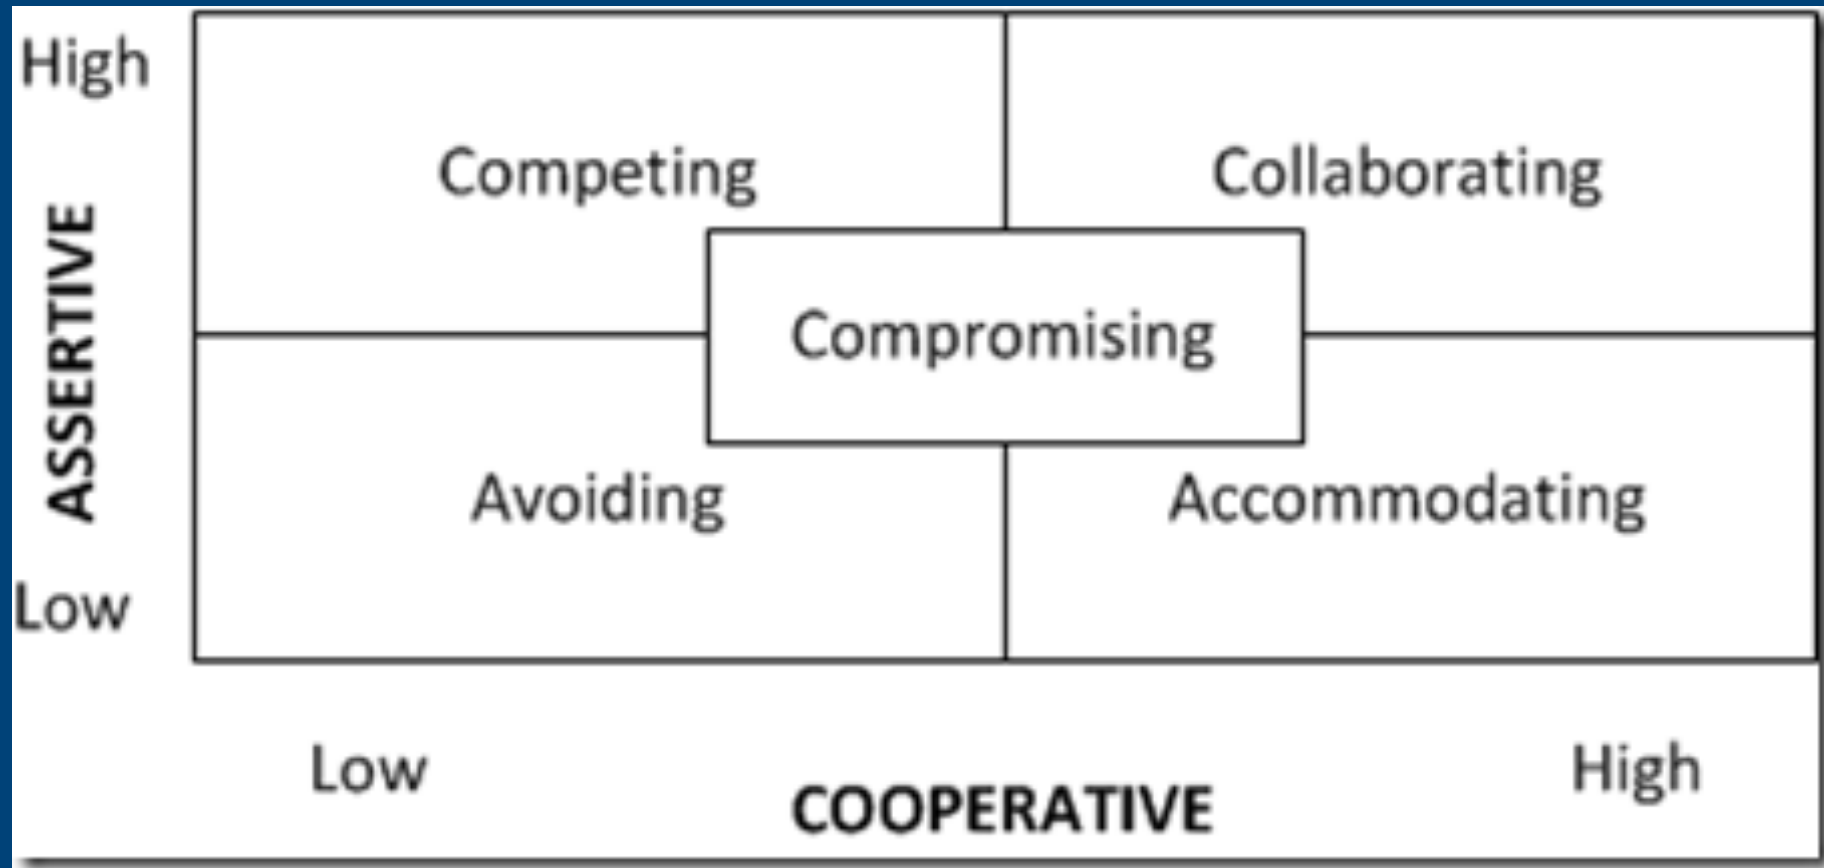 High
Competing
Collaborating
ASSERTIVE
Compromising
Avoiding
Accommodating
Low
Low
High
COOPERATIVE